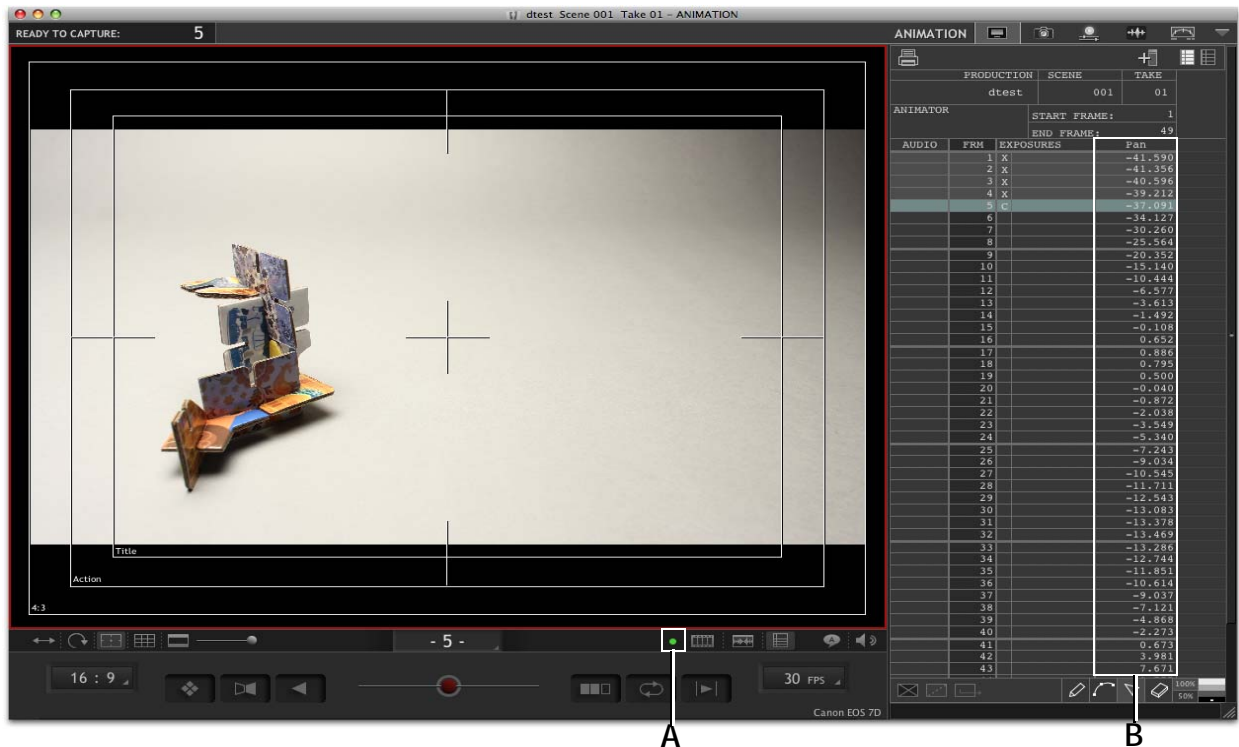 dtest Scene 001 Take 01 – ANIMATION
READY TO CAPTURE: 5
ANIMATION
PRODUCTION SCENE TAKE
dtest 001 01
ANIMATOR
START FRAME: 1
END FRAME: 49
AUDIO FRM EXPOSURES Pan
1 X -41.590
2 X -41.356
3 X -40.596
4 X -39.212
5 C -37.091
6 -34.127
7 -30.260
8 -25.564
9 -20.352
10 -15.140
11 -10.444
12 -6.577
13 -3.613
14 -1.492
15 -0.108
16 0.652
17 0.886
18 0.795
19 0.500
20 -0.040
21 -0.872
22 -2.038
23 -3.549
24 -5.340
25 -7.243
26 -9.034
27 -10.545
28 -11.711
29 -12.543
30 -13.083
31 -13.378
32 -13.469
33 -13.286
34 -12.744
35 -11.851
36 -10.614
37 -9.037
38 -7.121
39 -4.868
40 -2.273
41 0.673
42 3.981
43 7.671
Title
Action
4:3
- 5 -
16 : 9
30 FPS
Canon EOS 7D
100%
50%
A
B